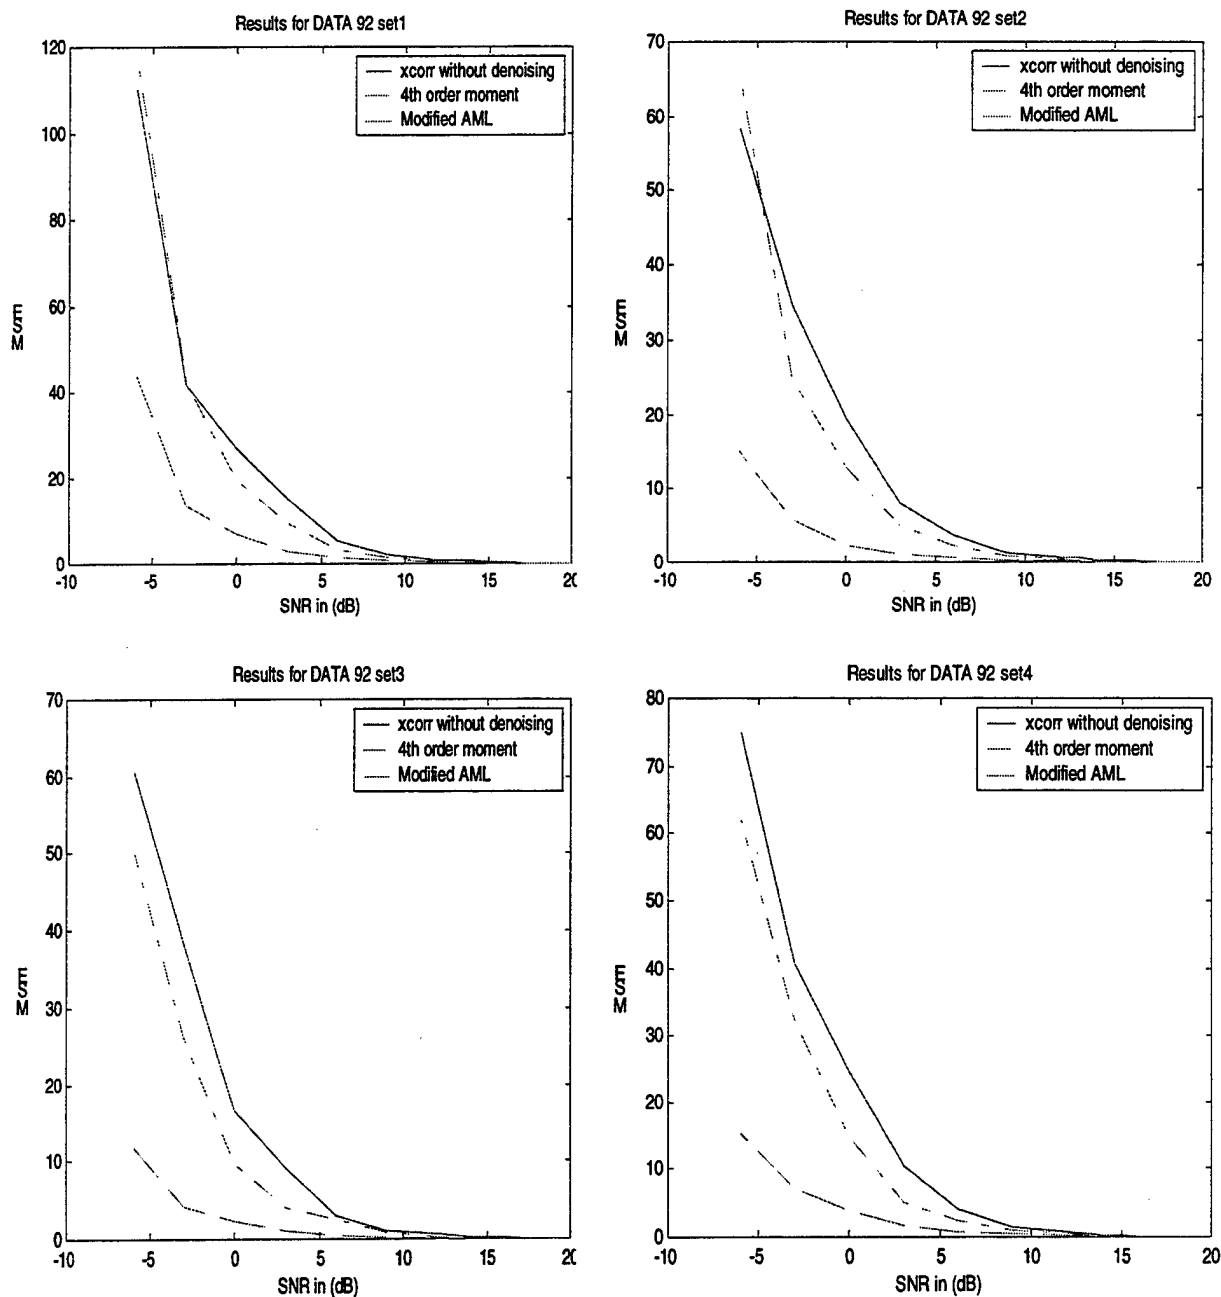 Results for DATA 92 set1
120
100
80
60
40
20
0
-10
-5
0
5
10
15
20
MSE
SNR in (dB)
xcorr without denoising
4th order moment
Modified AML
Results for DATA 92 set2
70
60
50
40
30
20
10
0
-10
-5
0
5
10
15
20
MSE
SNR in (dB)
xcorr without denoising
4th order moment
Modified AML
Results for DATA 92 set3
70
60
50
40
30
20
10
0
-10
-5
0
5
10
15
20
MSE
SNR in (dB)
xcorr without denoising
4th order moment
Modified AML
Results for DATA 92 set4
80
70
60
50
40
30
20
10
0
-10
-5
0
5
10
15
20
MSE
SNR in (dB)
xcorr without denoising
4th order moment
Modified AML